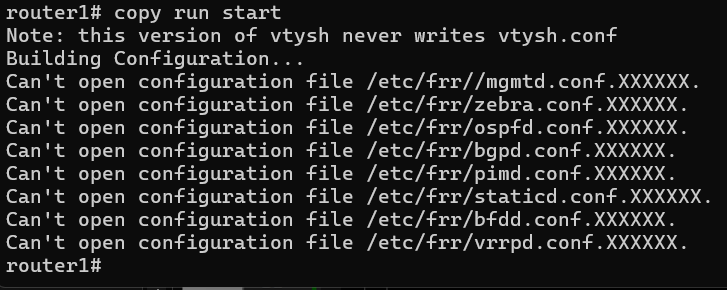 router1# copy run start
Note: this version of vtysh never writes vtysh.conf
Building Configuration...
Can't open configuration file /etc/frr//mgmtd.conf.XXXXXX.
Can't open configuration file /etc/frr/zebra.conf.XXXXXX.
Can't open configuration file /etc/frr/ospfd.conf.XXXXXX.
Can't open configuration file /etc/frr/bgpd.conf.XXXXXX.
Can't open configuration file /etc/frr/pimd.conf.XXXXXX.
Can't open configuration file /etc/frr/staticd.conf.XXXXXX.
Can't open configuration file /etc/frr/bfdd.conf.XXXXXX.
Can't open configuration file /etc/frr/vrrpd.conf.XXXXXX.
router1#